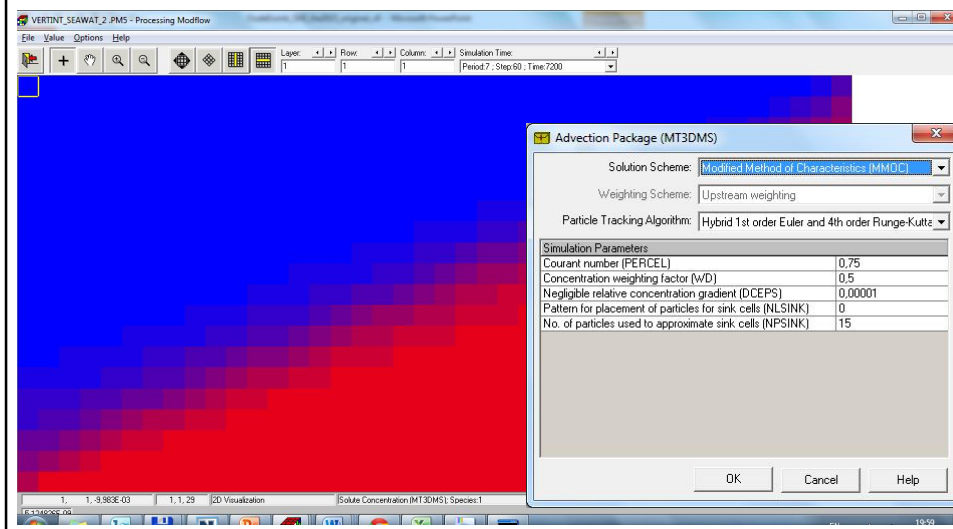 VERTINT_SEAWAT_2 .PM5 - Processing Modflow
File Value Options Help
Layer: Row: Column: Simulation Time:
1 1 1 Period:7 ; Step:60 ; Time:7200
Advection Package (MT3DMS)
Solution Scheme: Modified Method of Characteristics (MMOC)
Weighting Scheme: Upstream weighting
Particle Tracking Algorithm: Hybrid 1st order Euler and 4th order Runge-Kutta
Simulation Parameters
Courant number (PERCEL) 0,75
Concentration weighting factor (WD) 0,5
Negligible relative concentration gradient (DCEPS) 0,00001
Pattern for placement of particles for sink cells (NLSINK) 0
No. of particles used to approximate sink cells (NPSINK) 15
OK Cancel Help
1, 1,-9,983E-03 1, 1, 29 2D Visualization Solute Concentration (MT3DMS); Species:1
EN 19:59